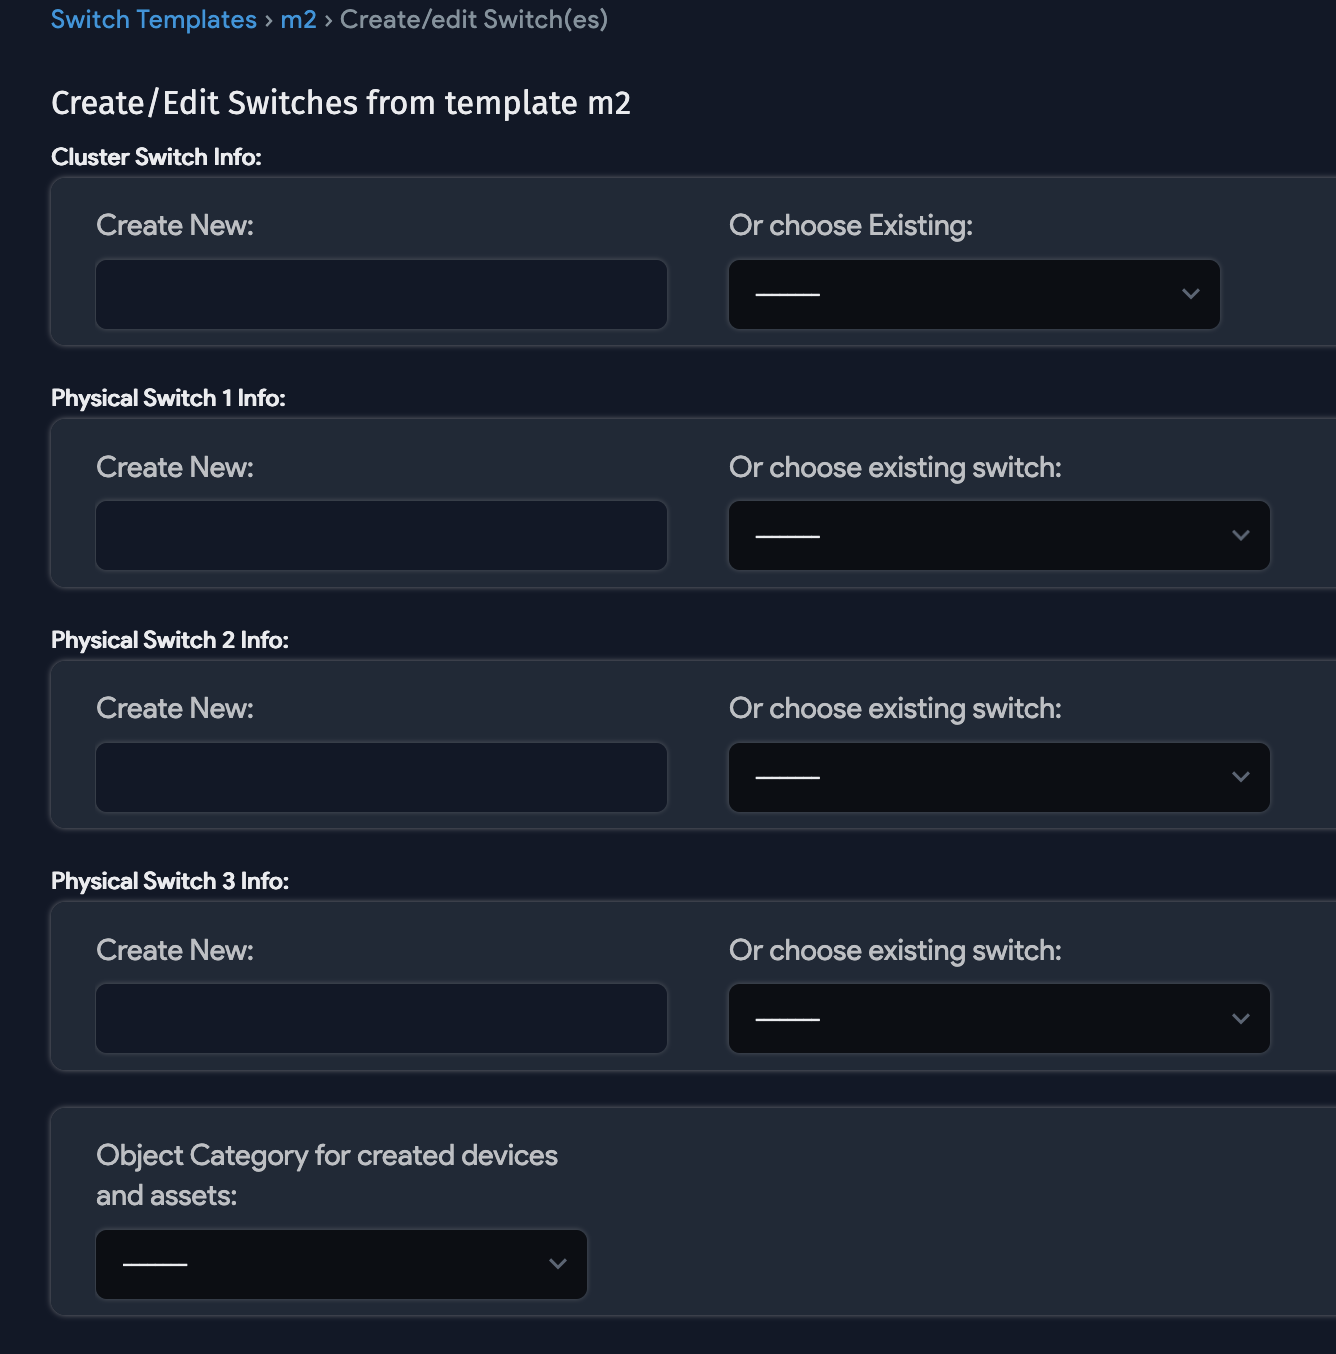 Switch Templates › m2 › Create/edit Switch(es)
Create/Edit Switches from template m2
Cluster Switch Info:
Create New:
Or choose Existing:
---------
Physical Switch 1 Info:
Create New:
Or choose existing switch:
---------
Physical Switch 2 Info:
Create New:
Or choose existing switch:
---------
Physical Switch 3 Info:
Create New:
Or choose existing switch:
---------
Object Category for created devices
and assets:
---------